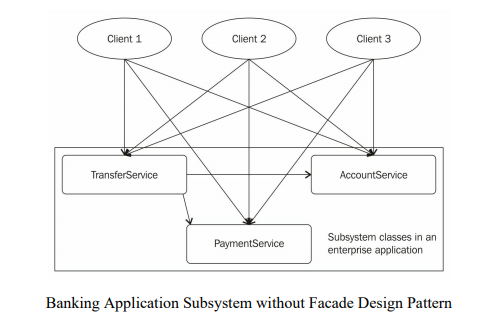 Client 1
Client 2
Client 3
TransferService
AccountService
PaymentService
Subsystem classes in an
enterprise application
Banking Application Subsystem without Facade Design Pattern